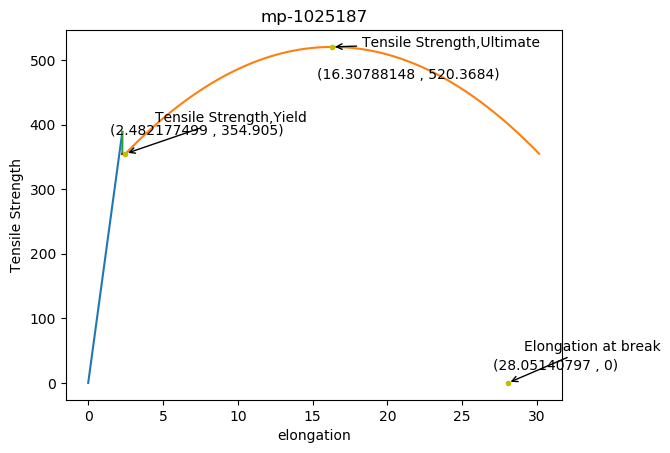 mp-1025187
Tensile Strength,Ultimate
(16.30788148 , 520.3684)
Tensile Strength,Yield
(2.482177499 , 354.905)
Elongation at break
(28.05140797 , 0)
Tensile Strength
500
400
300
200
100
0
0 5 10 15 20 25 30
elongation